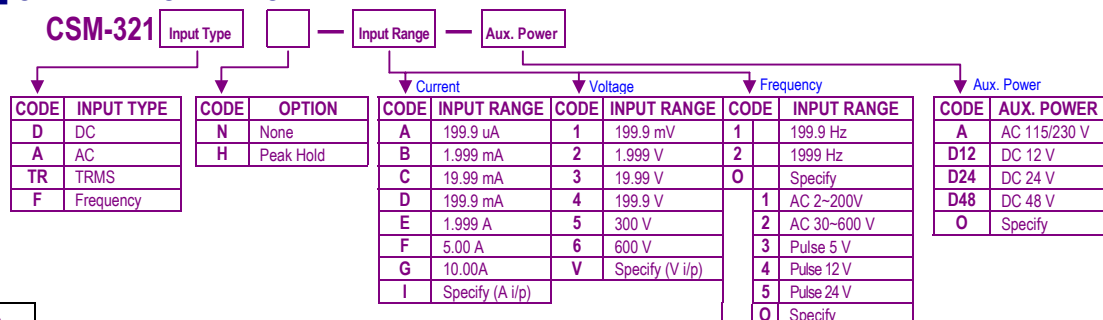 CSM-321 Input Type — Input Range — Aux. Power
Current Voltage Frequency Aux. Power
CODE INPUT TYPE CODE OPTION CODE INPUT RANGE CODE INPUT RANGE CODE INPUT RANGE CODE AUX. POWER
D DC N None A 199.9 uA 1 199.9 mV 1 199.9 Hz A AC 115/230 V
A AC H Peak Hold B 1.999 mA 2 1.999 V 2 1999 Hz D12 DC 12 V
TR TRMS C 19.99 mA 3 19.99 V O Specify D24 DC 24 V
F Frequency D 199.9 mA 4 199.9 V 1 AC 2~200V D48 DC 48 V
E 1.999 A 5 300 V 2 AC 30~600 V O Specify
F 5.00 A 6 600 V 3 Pulse 5 V
G 10.00A V Specify (V i/p) 4 Pulse 12 V
I Specify (A i/p) 5 Pulse 24 V
O Specify